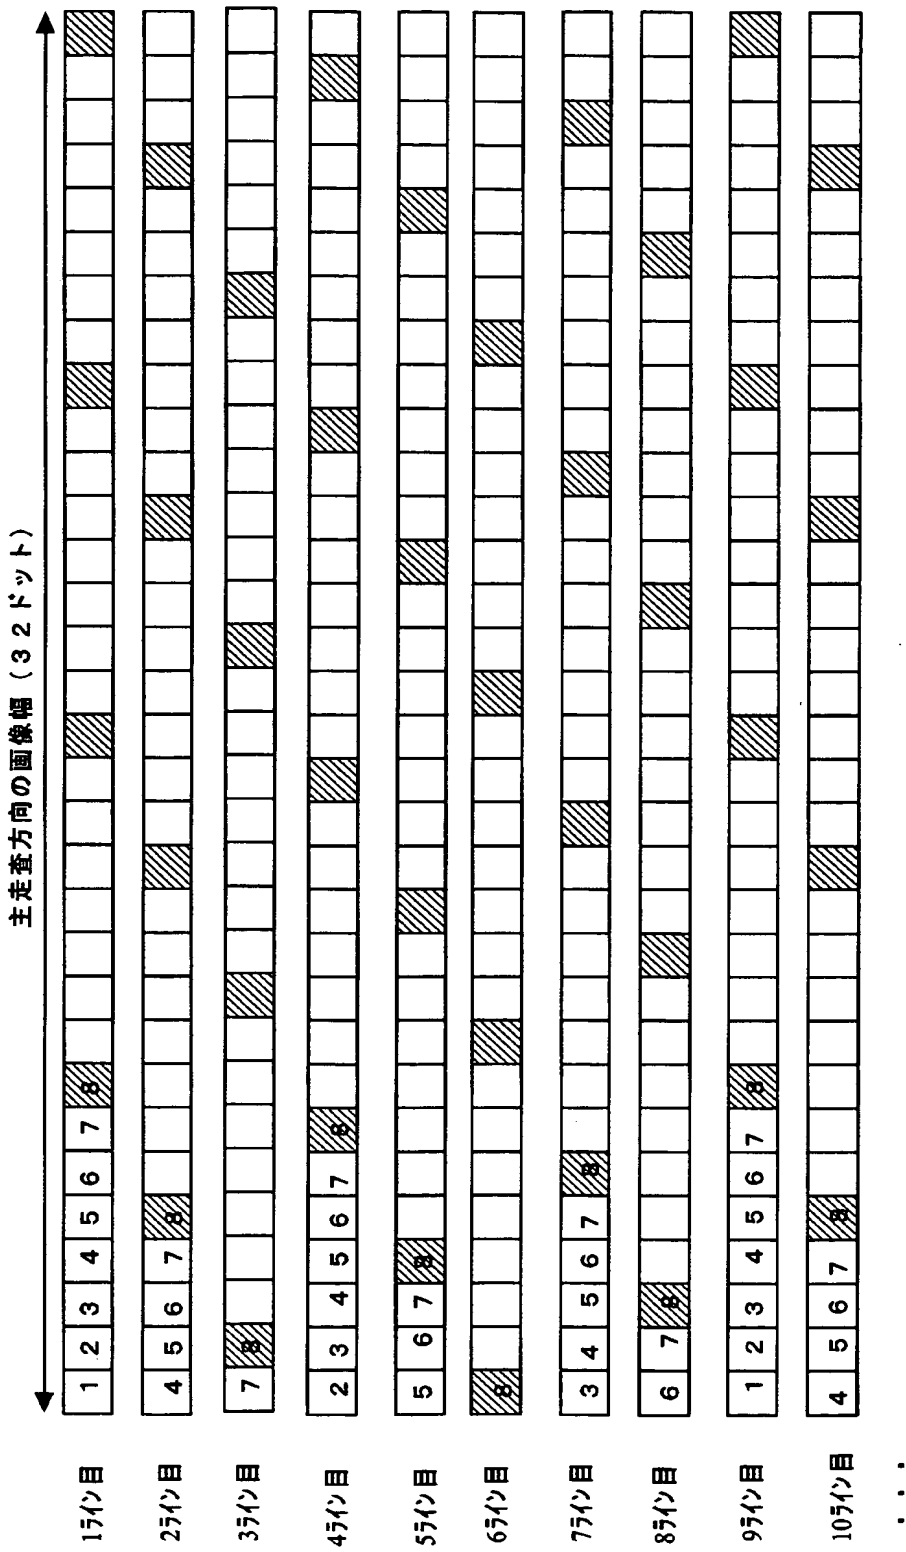 主走査方向の画像幅(32ドット)
1ライン目 1 2 3 4 5 6 7 8
2ライン目 4 5 6 7 8
3ライン目 7 8
4ライン目 2 3 4 5 6 7 8
5ライン目 5 6 7 8
6ライン目 8
7ライン目 3 4 5 6 7 8
8ライン目 6 7 8
9ライン目 1 2 3 4 5 6 7 8
10ライン目 4 5 6 7 8